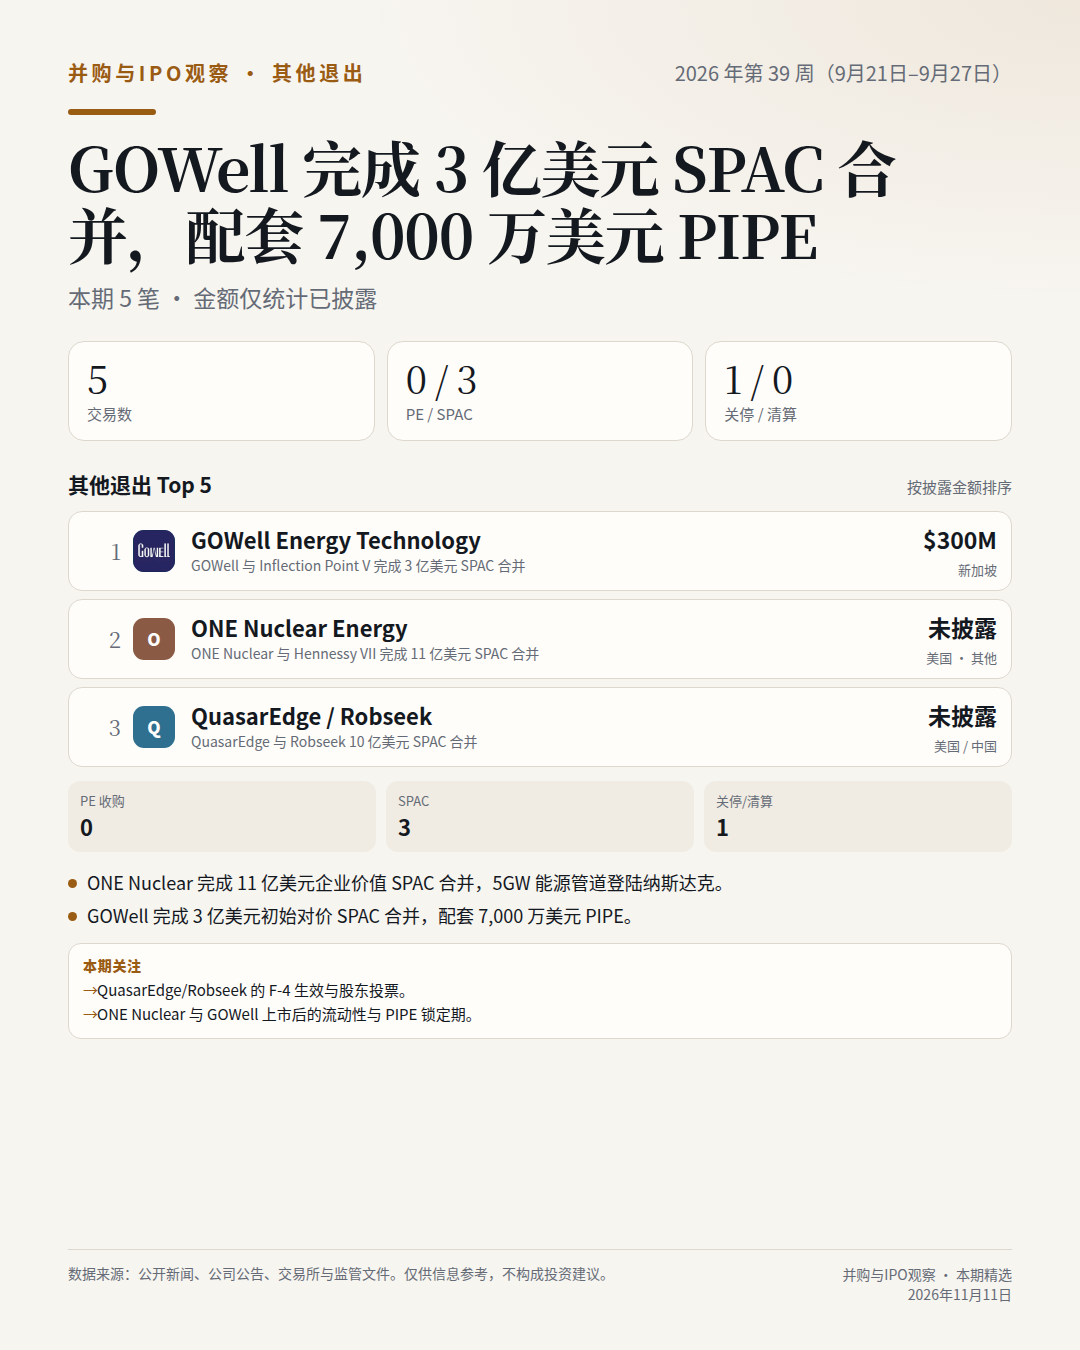 并购与IPO观察 · 其他退出
2026 年第 39 周（9月21日–9月27日）
GOWell 完成 3 亿美元 SPAC 合
并，配套 7,000 万美元 PIPE
本期 5 笔 · 金额仅统计已披露
5
交易数
0 / 3
PE / SPAC
1 / 0
关停 / 清算
其他退出 Top 5
按披露金额排序
1
GOWell
GOWell Energy Technology
GOWell 与 Inflection Point V 完成 3 亿美元 SPAC 合并
$300M
新加坡
2
O
ONE Nuclear Energy
ONE Nuclear 与 Hennessy VII 完成 11 亿美元 SPAC 合并
未披露
美国 · 其他
3
Q
QuasarEdge / Robseek
QuasarEdge 与 Robseek 10 亿美元 SPAC 合并
未披露
美国 / 中国
PE 收购
0
SPAC
3
关停/清算
1
ONE Nuclear 完成 11 亿美元企业价值 SPAC 合并，5GW 能源管道登陆纳斯达克。
GOWell 完成 3 亿美元初始对价 SPAC 合并，配套 7,000 万美元 PIPE。
本期关注
→QuasarEdge/Robseek 的 F-4 生效与股东投票。
→ONE Nuclear 与 GOWell 上市后的流动性与 PIPE 锁定期。
数据来源：公开新闻、公司公告、交易所与监管文件。仅供信息参考，不构成投资建议。
并购与IPO观察 · 本期精选
2026年11月11日